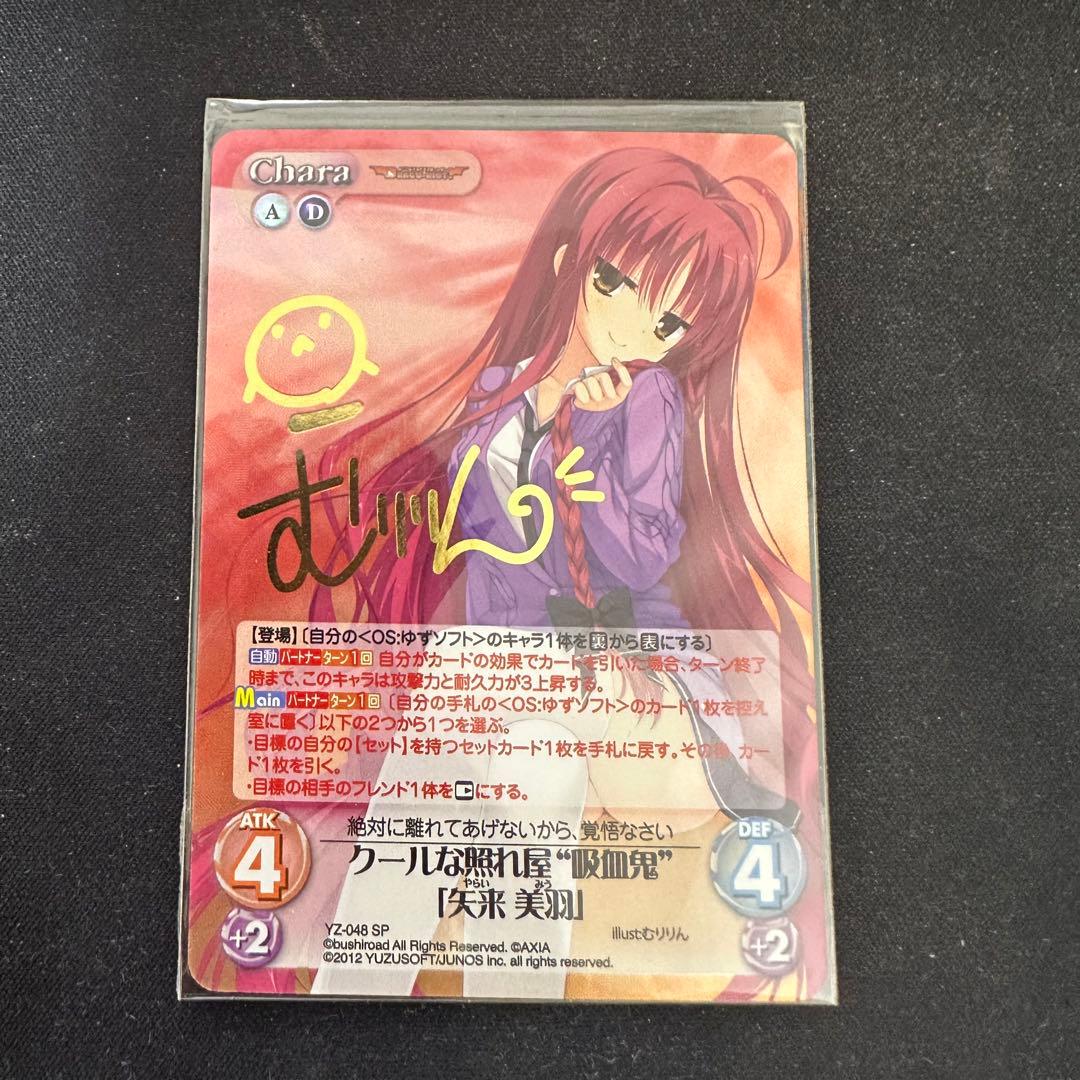 Chara
A D
むりりん
【登場】〔自分の<OS:ゆずソフト>のキャラ1体を裏から表にする〕
自動 パートナー ターン1回 自分がカードの効果でカードを引いた場合、ターン終了
時まで、このキャラは攻撃力と耐久力が3上昇する。
Main パートナー ターン1回 〔自分の手札の<OS:ゆずソフト>のカード1枚を控え
室に置く〕以下の2つから1つを選ぶ。
・目標の自分の【セット】を持つセットカード1枚を手札に戻す。その後、カー
ド1枚を引く。
・目標の相手のフレンド1体を にする。
絶対に離れてあげないから、覚悟なさい
ATK 4
クールな照れ屋“吸血鬼”
DEF 4
やらい みう
「矢来 美羽」
+2
YZ-048 SP
illust:むりりん
+2
©bushiroad All Rights Reserved. ©AXIA
©2012 YUZUSOFT/JUNOS inc. all rights reserved.